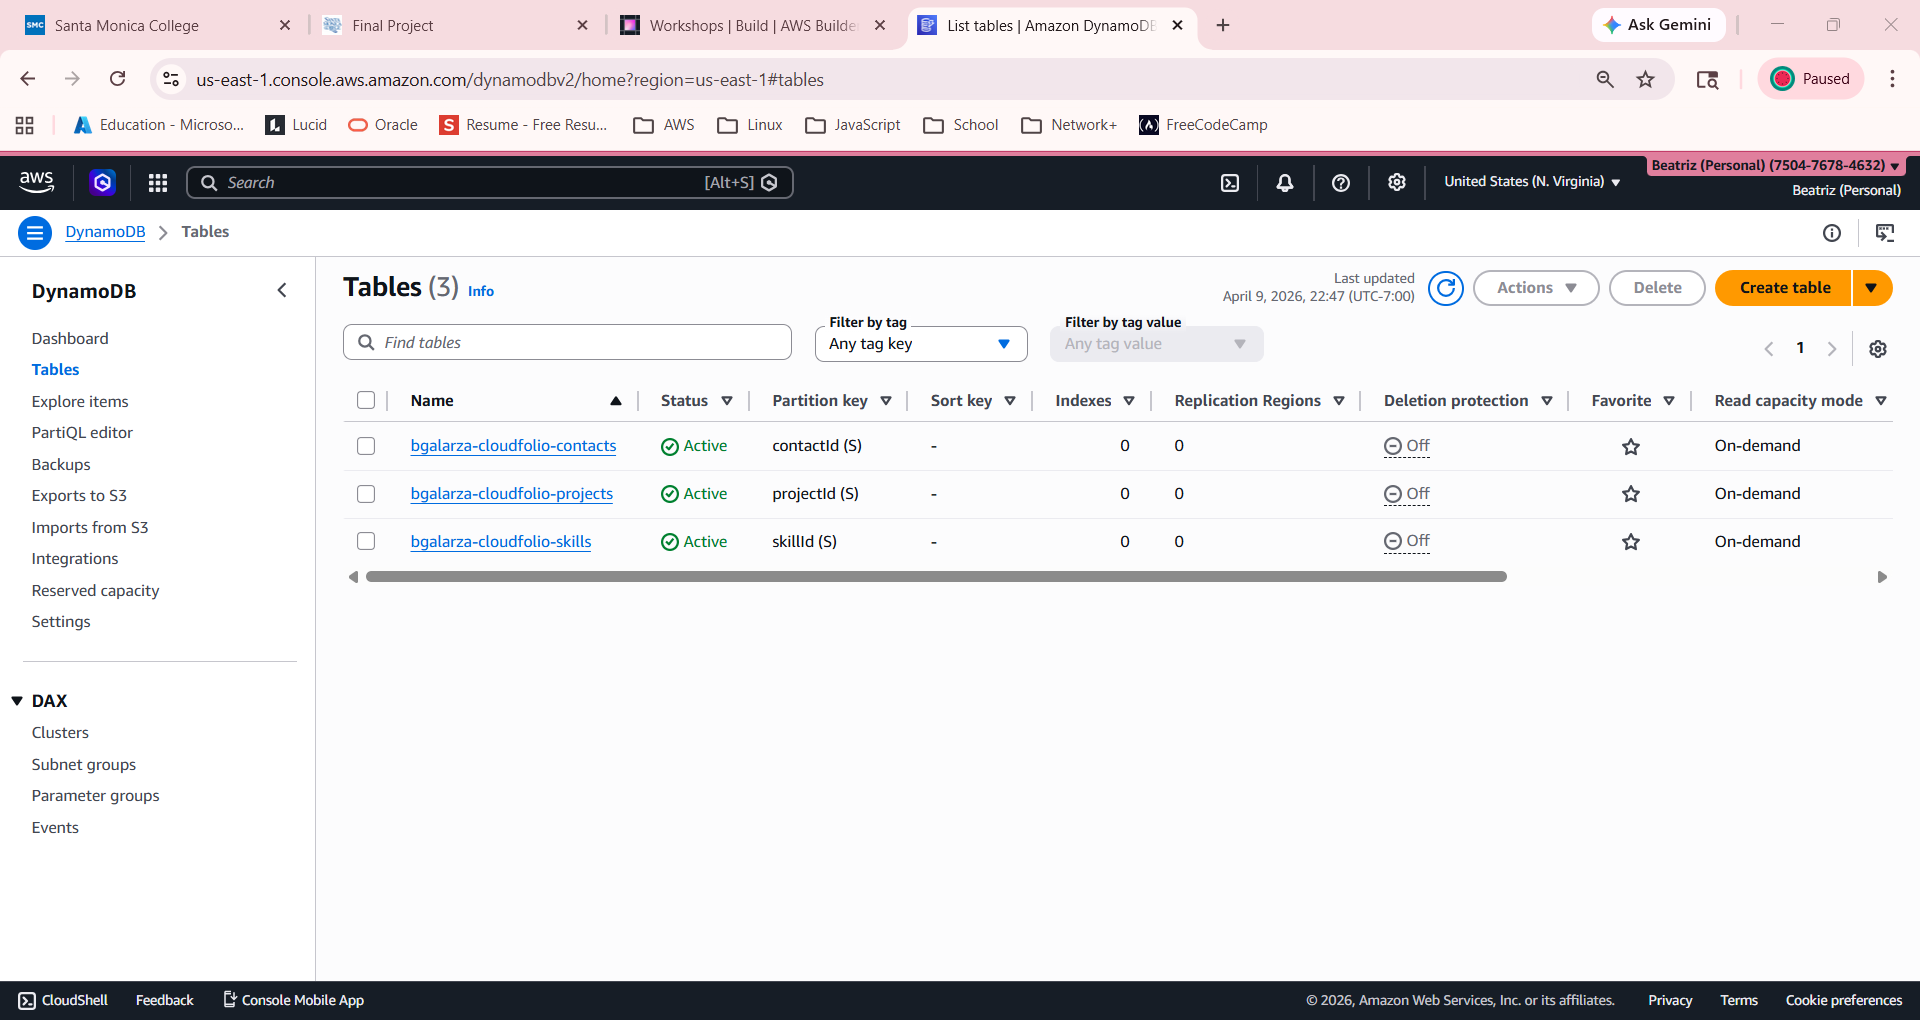 SMC Santa Monica College
Final Project
Workshops | Build | AWS Builde
List tables | Amazon DynamoDB
Ask Gemini
us-east-1.console.aws.amazon.com/dynamodbv2/home?region=us-east-1#tables
Paused
Education - Microso...
Lucid
Oracle
S Resume - Free Resu...
AWS
Linux
JavaScript
School
Network+
FreeCodeCamp
aws
Search
[Alt+S]
United States (N. Virginia)
Beatriz (Personal) (7504-7678-4632)
Beatriz (Personal)
DynamoDB
Tables
DynamoDB
Dashboard
Tables
Explore items
PartiQL editor
Backups
Exports to S3
Imports from S3
Integrations
Reserved capacity
Settings
DAX
Clusters
Subnet groups
Parameter groups
Events
Tables (3) Info
Last updated
April 9, 2026, 22:47 (UTC-7:00)
Actions
Delete
Create table
Find tables
Filter by tag
Any tag key
Filter by tag value
Any tag value
1
Name Status Partition key Sort key Indexes Replication Regions Deletion protection Favorite Read capacity mode
bgalarza-cloudfolio-contacts Active contactId (S) - 0 0 Off On-demand
bgalarza-cloudfolio-projects Active projectId (S) - 0 0 Off On-demand
bgalarza-cloudfolio-skills Active skillId (S) - 0 0 Off On-demand
CloudShell Feedback Console Mobile App
© 2026, Amazon Web Services, Inc. or its affiliates. Privacy Terms Cookie preferences